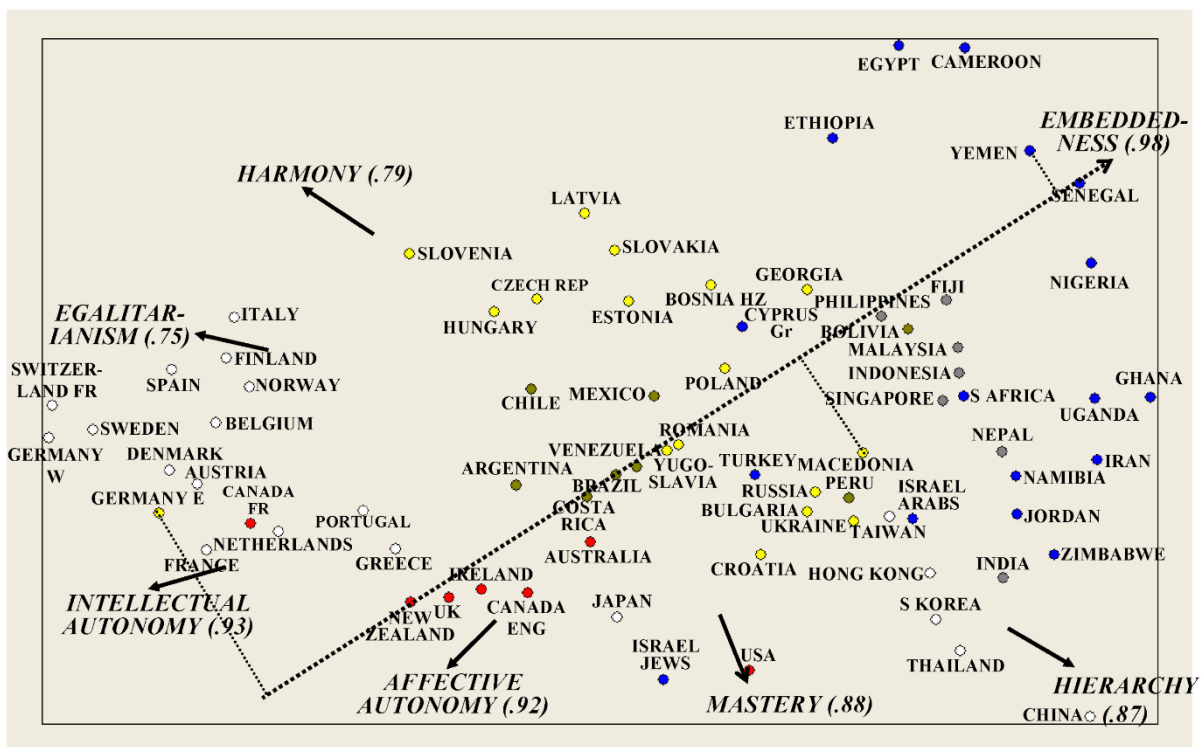 EGYPT
CAMEROON
ETHIOPIA
EMBEDDED-
NESS (.98)
YEMEN
HARMONY (.79)
SENEGAL
LATVIA
SLOVENIA
SLOVAKIA
NIGERIA
GEORGIA
CZECH REP
BOSNIA HZ
FIJI
PHILIPPINES
HUNGARY
ESTONIA
CYPRUS
Gr
BOLIVIA
EGALITAR-
IANISM (.75)
ITALY
MALAYSIA
FINLAND
SWITZER-
LAND FR
SPAIN
NORWAY
POLAND
INDONESIA
GHANA
CHILE
MEXICO
SINGAPORE
S AFRICA
UGANDA
SWEDEN
BELGIUM
GERMANY
W
ROMANIA
NEPAL
DENMARK
VENEZUELA
YUGO-
SLAVIA
AUSTRIA
ARGENTINA
BRAZIL
TURKEY
MACEDONIA
IRAN
GERMANY E
CANADA
FR
COSTA
RICA
RUSSIA
PERU
ISRAEL
ARABS
NAMIBIA
PORTUGAL
BULGARIA
UKRAINE
TAIWAN
JORDAN
NETHERLANDS
FRANCE
GREECE
AUSTRALIA
CROATIA
HONG KONG
INDIA
ZIMBABWE
INTELLECTUAL
AUTONOMY (.93)
NEW
ZEALAND
UK
IRELAND
CANADA
ENG
JAPAN
S KOREA
ISRAEL
JEWS
USA
THAILAND
AFFECTIVE
AUTONOMY (.92)
MASTERY (.88)
HIERARCHY
(.87)
CHINA